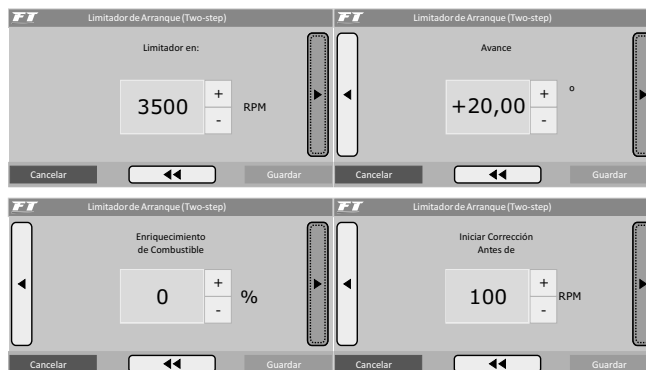 FT Limitador de Arranque (Two-step)
Limitador en:
3500
+
-
RPM
Cancelar
Guardar
FT Limitador de Arranque (Two-step)
Avance
+20,00
+
-
o
Cancelar
Guardar
FT Limitador de Arranque (Two-step)
Enriquecimiento
de Combustible
0
+
-
%
Cancelar
Guardar
FT Limitador de Arranque (Two-step)
Iniciar Corrección
Antes de
100
+
-
RPM
Cancelar
Guardar